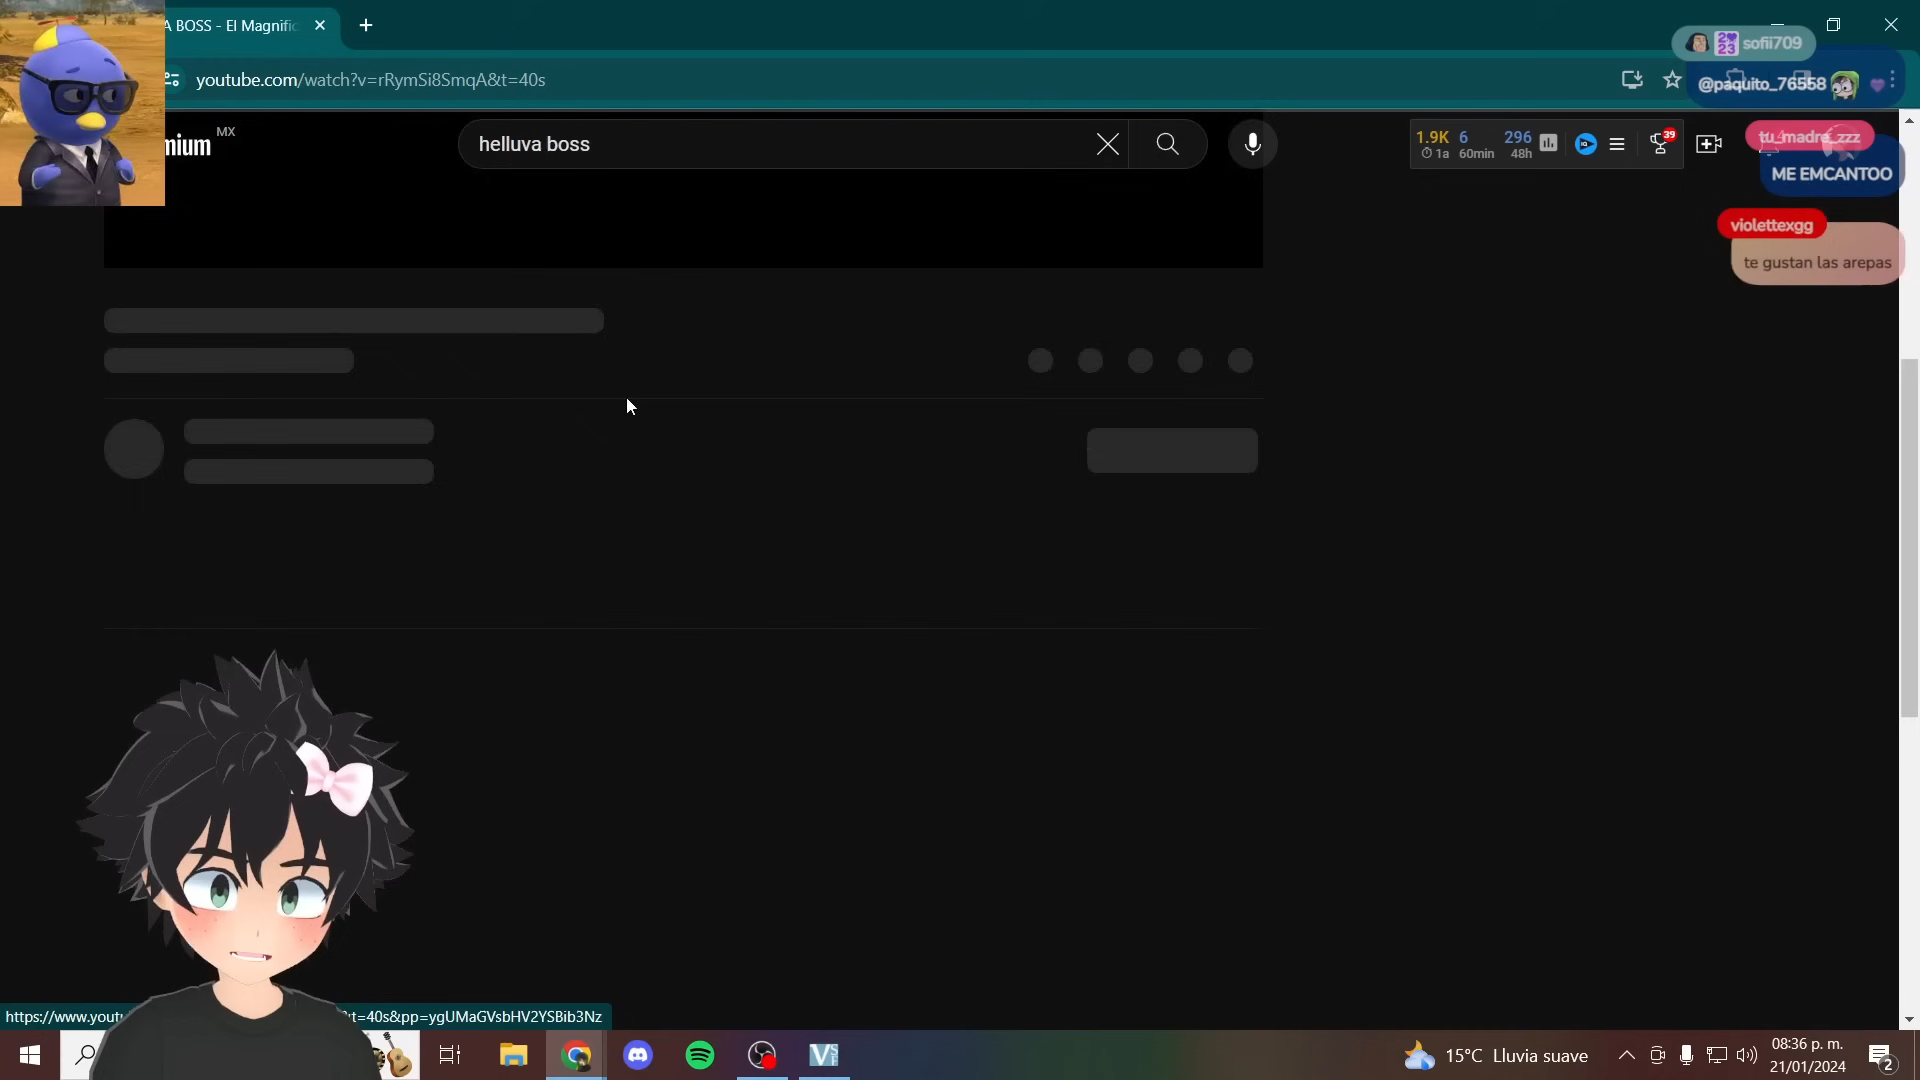 A BOSS - El Magnific
youtube.com/watch?v=rRymSi8SmqA&t=40s
sofii709
@paquito_76558
mium MX
helluva boss
1.9K 6 296
1a 60min 48h
39
tu_madre_zzz
ME EMCANTOO
violettexgg
te gustan las arepas
https://www.yout
t=40s&pp=ygUMaGVsbHV2YSBib3Nz
15°C Lluvia suave
08:36 p. m.
21/01/2024
2